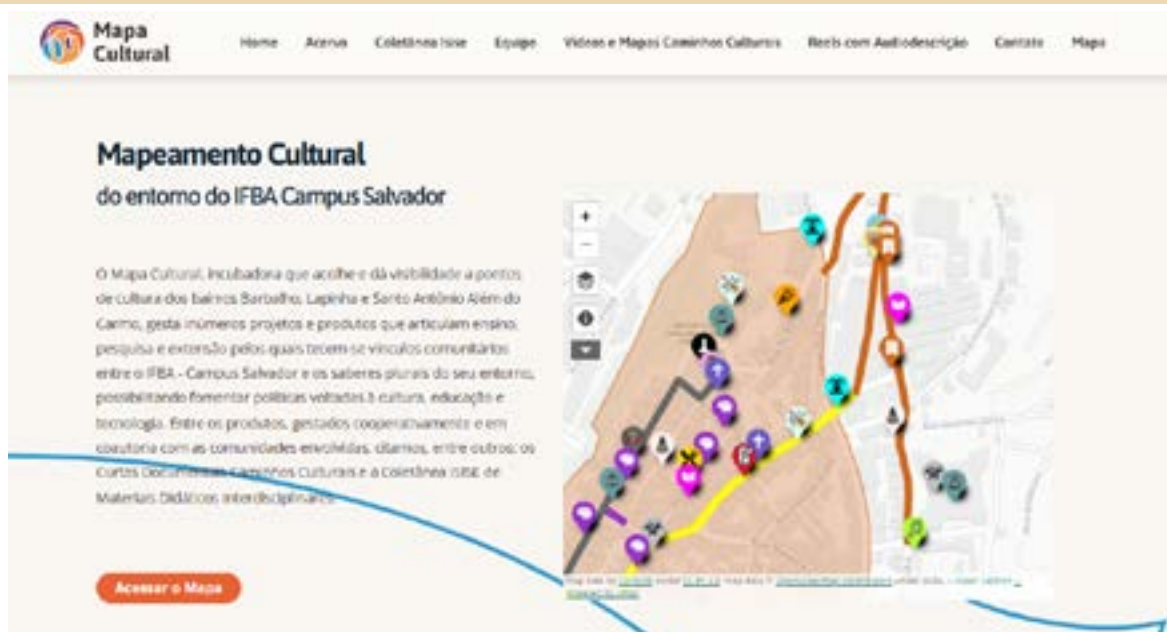 Mapa
Cultural
Home Acervo Coletânea Isise Equipe Vídeos e Mapas Caminhos Culturais Reels com Audiodescrição Contato Mapa
Mapeamento Cultural
do entorno do IFBA Campus Salvador
O Mapa Cultural, incubadora que acolhe e dá visibilidade a pontos
de cultura dos bairros Barbalho, Lapinha e Santo Antônio Além do
Carmo, gesta inúmeros projetos e produtos que articulam ensino,
pesquisa e extensão pelos quais tecem-se vínculos comunitários
entre o IFBA - Campus Salvador e os saberes plurais do seu entorno,
possibilitando fomentar políticas voltadas à cultura, educação e
tecnologia. Entre os produtos, gestados cooperativamente e em
coautoria com as comunidades envolvidas, citamos, entre outros: os
Curtas Documentais Caminhos Culturais e a Coletânea
Materiais Didáticos Interdisciplinares.
Acessar o Mapa